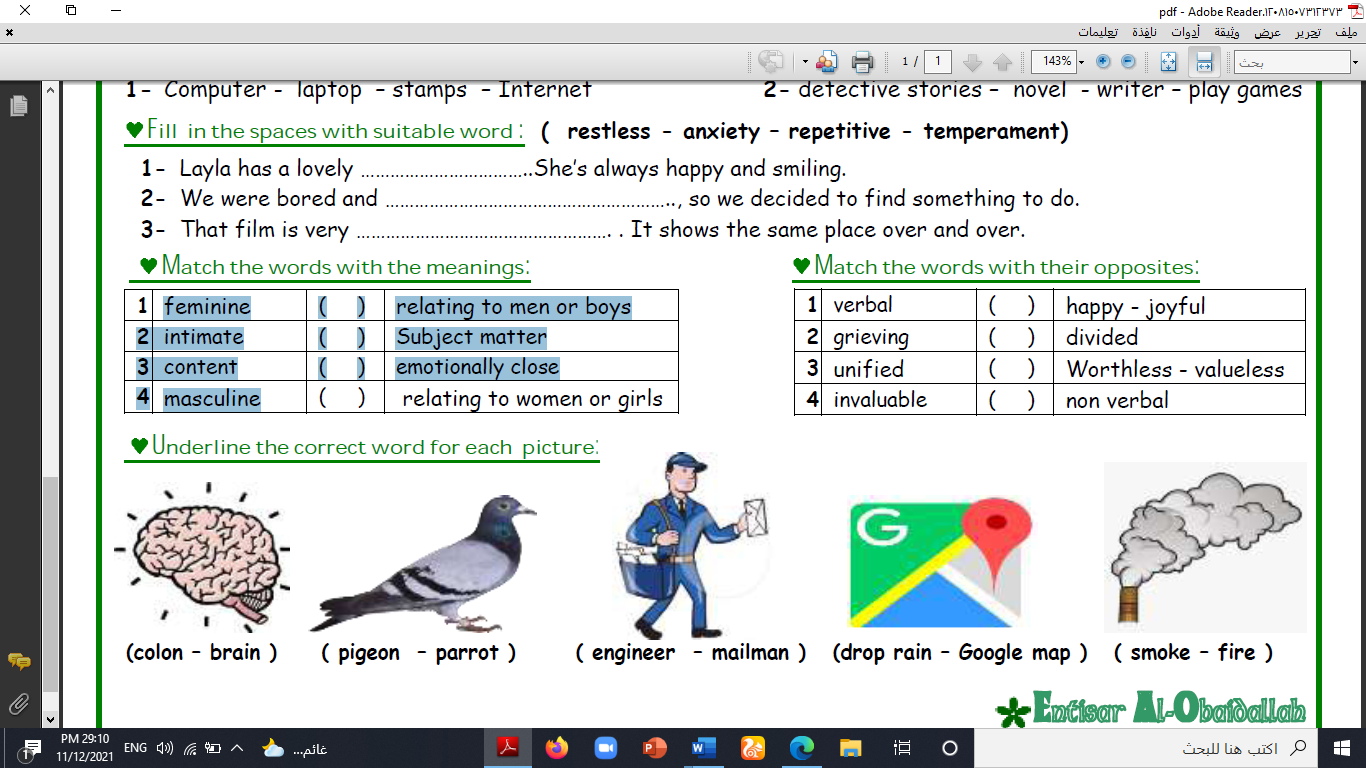 pdf - Adobe Reader.١٢٠٨١٥٠٧٣١٢٣٧٣
ملف تحرير عرض وثيقة أدوات نافذة تعليمات
1 / 1
143%
بحث
1- Computer - laptop - stamps - Internet
2- detective stories - novel - writer - play games
♥Fill in the spaces with suitable word : ( restless - anxiety - repetitive - temperament)
1- Layla has a lovely ……………………………..She's always happy and smiling.
2- We were bored and ………………………………………………….., so we decided to find something to do.
3- That film is very ……………………………………………. . It shows the same place over and over.
♥Match the words with the meanings:
1 feminine ( ) relating to men or boys
2 intimate ( ) Subject matter
3 content ( ) emotionally close
4 masculine ( ) relating to women or girls
♥Match the words with their opposites:
1 verbal ( ) happy - joyful
2 grieving ( ) divided
3 unified ( ) Worthless - valueless
4 invaluable ( ) non verbal
♥Underline the correct word for each picture:
G
(colon - brain )
( pigeon - parrot )
( engineer - mailman )
(drop rain - Google map )
( smoke - fire )
Entisar Al-Obaidallah
PM 29:10
11/12/2021
1
ENG
غائم...
اكتب هنا للبحث